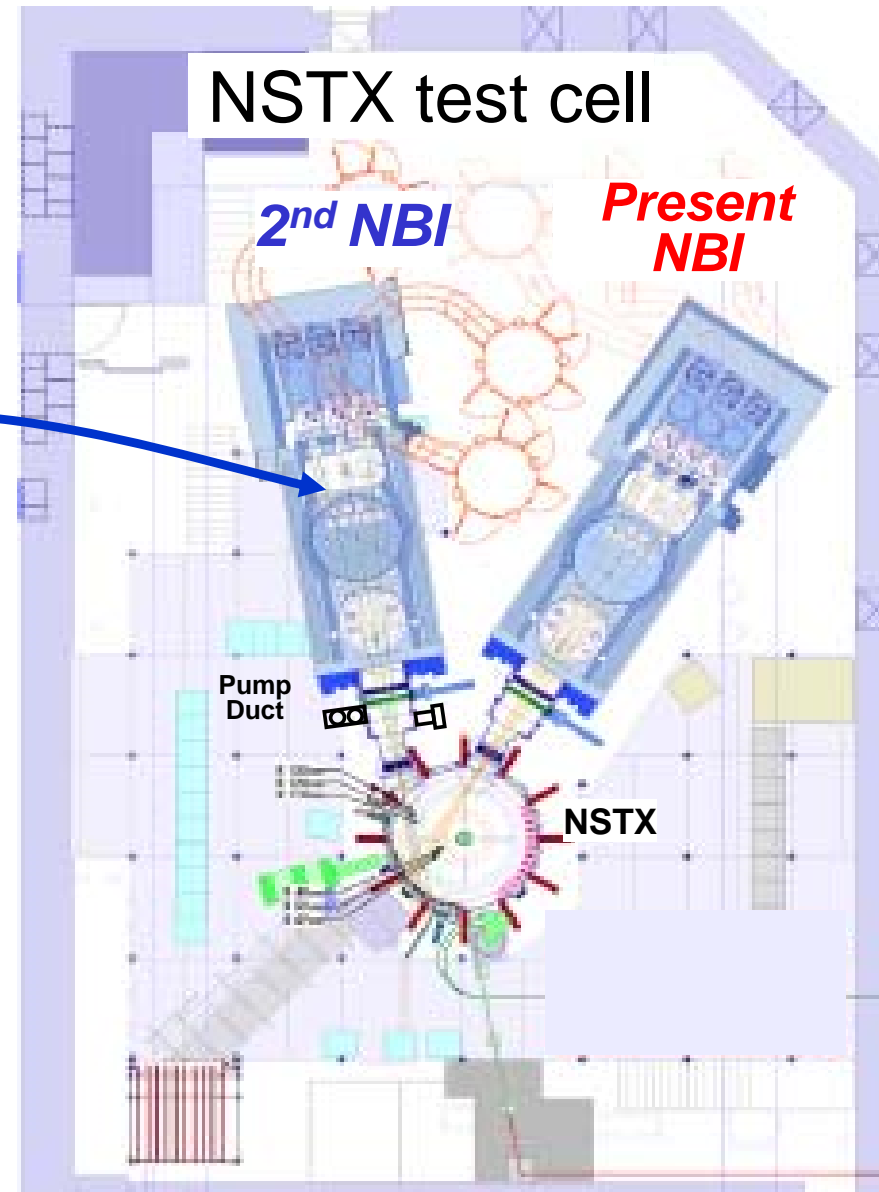 NSTX test cell
2nd NBI
Present
NBI
Pump
Duct
NSTX